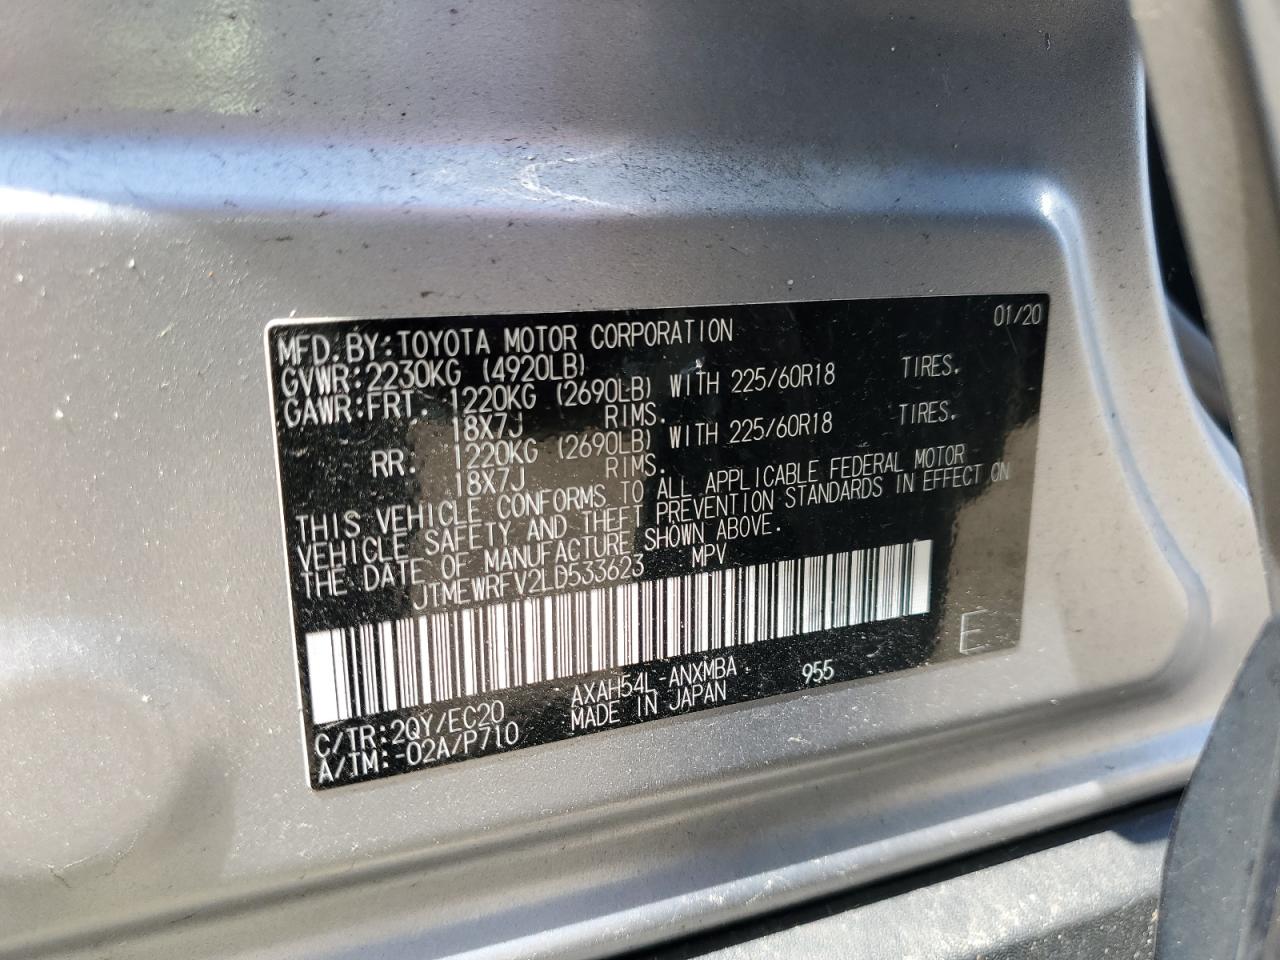 01/20
MFD. BY: TOYOTA MOTOR CORPORATION
GVWR: 2230KG (4920LB)
GAWR: FRT. 1220KG (2690LB) WITH 225/60R18 TIRES.
18X7J RIMS.
RR. 1220KG (2690LB) WITH 225/60R18 TIRES.
18X7J RIMS.
THIS VEHICLE CONFORMS TO ALL APPLICABLE FEDERAL MOTOR
VEHICLE SAFETY AND THEFT PREVENTION STANDARDS IN EFFECT ON
THE DATE OF MANUFACTURE SHOWN ABOVE.
JTMEWRFV2LD533623 MPV
E
C/TR: 2QY/EC20 AXAH54L-ANXMBA 955
A/TM: -02A/P710 MADE IN JAPAN